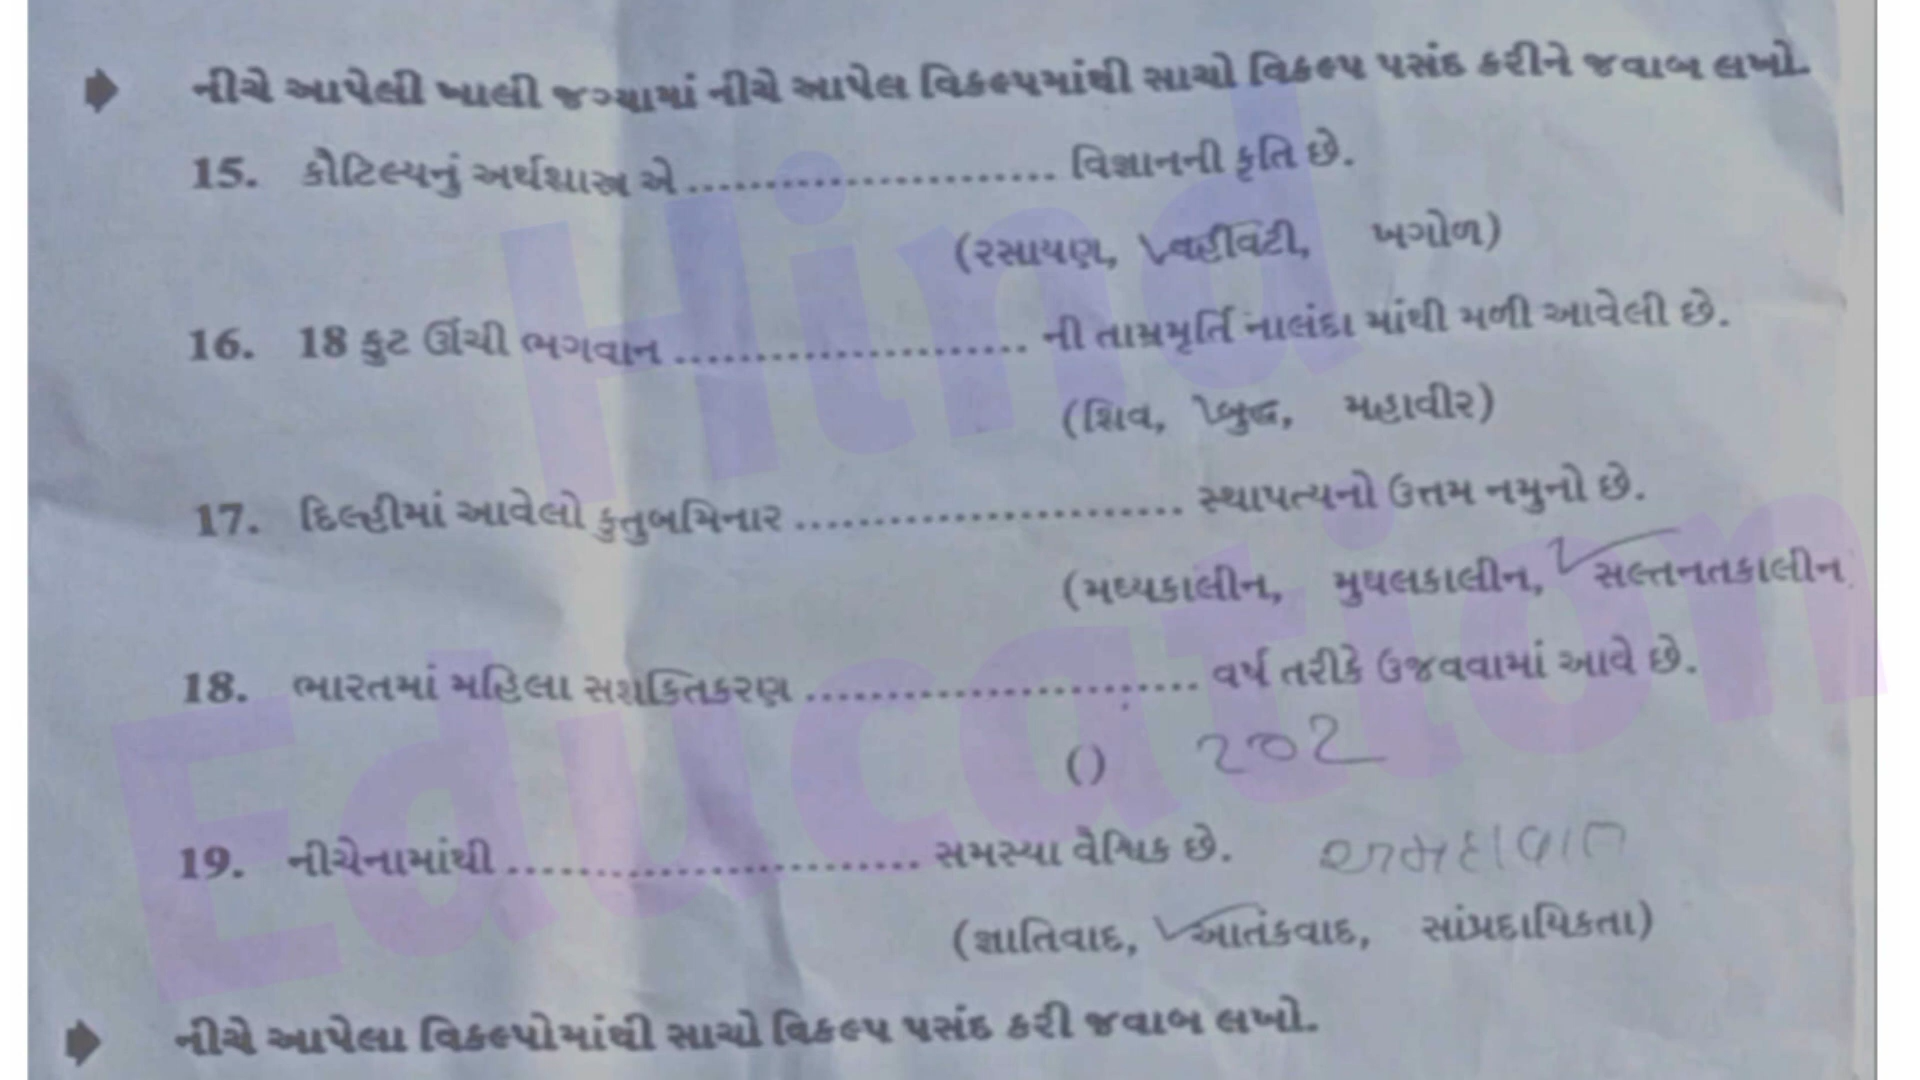 નીચે આપેલી ખાલી જગ્યામાં નીચે આપેલ વિકલ્પમાંથી સાચો વિકલ્પ પસંદ કરીને જવાબ લખો.
15. કૌટિલ્યનું અર્થશાસ્ત્ર એ ........................ વિજ્ઞાનની કૃતિ છે.
(રસાયણ, વહીવટી, ખગોળ)
16. 18 ફુટ ઊંચી ભગવાન ........................ ની તામ્રમૂર્તિ નાલંદા માંથી મળી આવેલી છે.
(શિવ, બુદ્ધ, મહાવીર)
17. દિલ્હીમાં આવેલો કુતુબમિનાર ........................ સ્થાપત્યનો ઉત્તમ નમુનો છે.
(મધ્યકાલીન, મુઘલકાલીન, સલ્તનતકાલીન
18. ભારતમાં મહિલા સશક્તિકરણ ........................ વર્ષ તરીકે ઉજવવામાં આવે છે.
()
19. નીચેનામાંથી ........................ સમસ્યા વૈશ્વિક છે.
(જ્ઞાતિવાદ, આતંકવાદ, સાંપ્રદાયિકતા)
નીચે આપેલા વિકલ્પોમાંથી સાચો વિકલ્પ પસંદ કરી જવાબ લખો.
Hind
Education